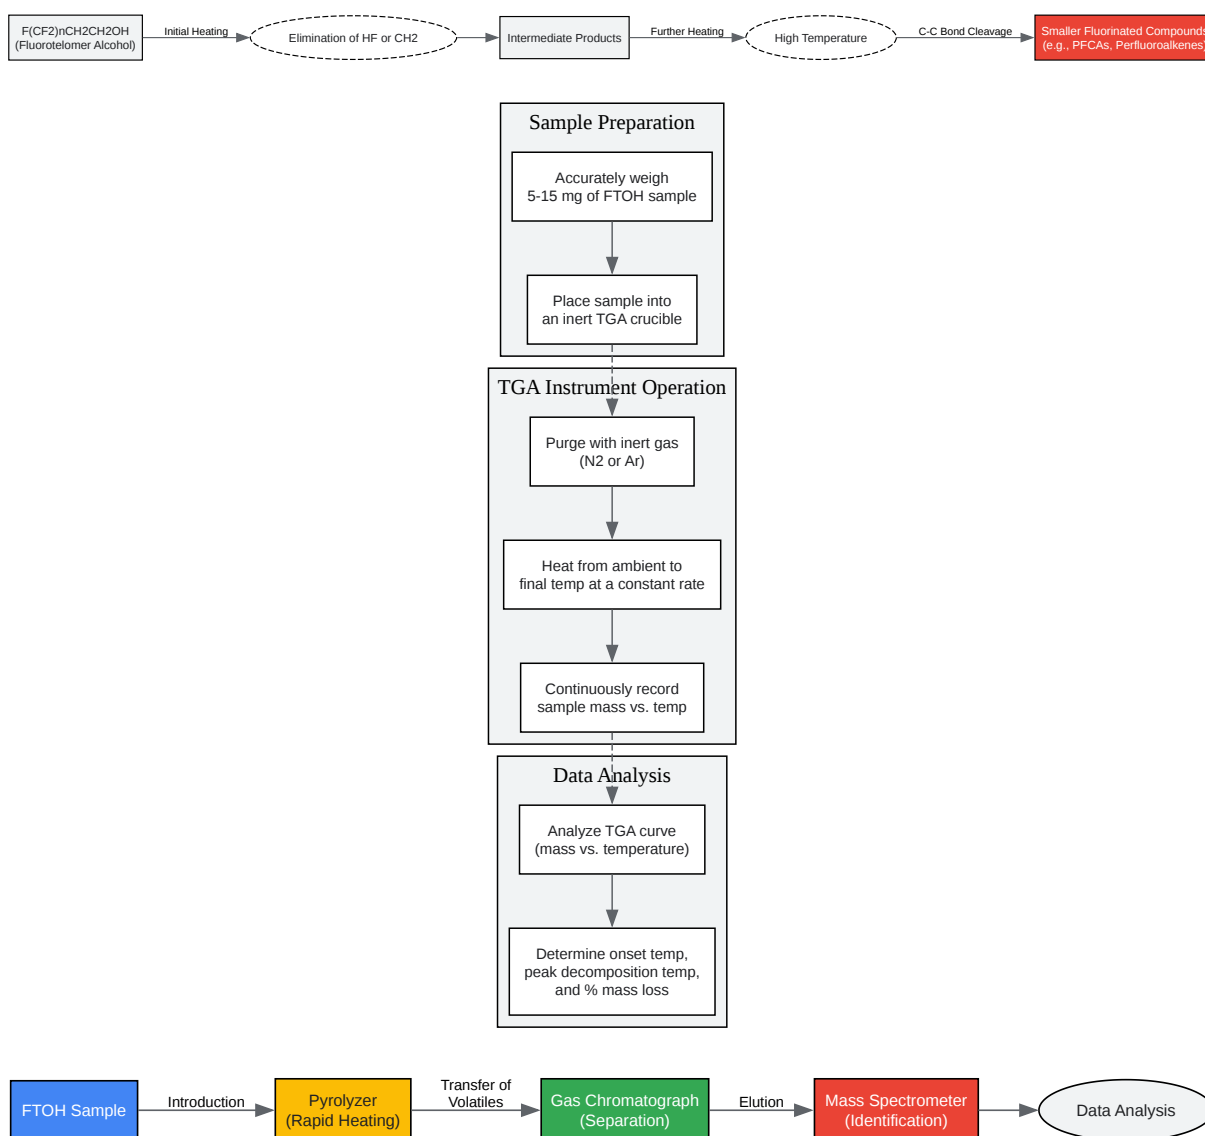 F(CF2)nCH2CH2OH
(Fluorotelomer Alcohol)
Initial Heating
Elimination of HF or CH2
Intermediate Products
Further Heating
High Temperature
C-C Bond Cleavage
Smaller Fluorinated Compounds
(e.g., PFCAs, Perfluoroalkenes)
Sample Preparation
Accurately weigh
5-15 mg of FTOH sample
Place sample into
an inert TGA crucible
TGA Instrument Operation
Purge with inert gas
(N2 or Ar)
Heat from ambient to
final temp at a constant rate
Continuously record
sample mass vs. temp
Data Analysis
Analyze TGA curve
(mass vs. temperature)
Determine onset temp,
peak decomposition temp,
and % mass loss
FTOH Sample
Introduction
Pyrolyzer
(Rapid Heating)
Transfer of
Volatiles
Gas Chromatograph
(Separation)
Elution
Mass Spectrometer
(Identification)
Data Analysis